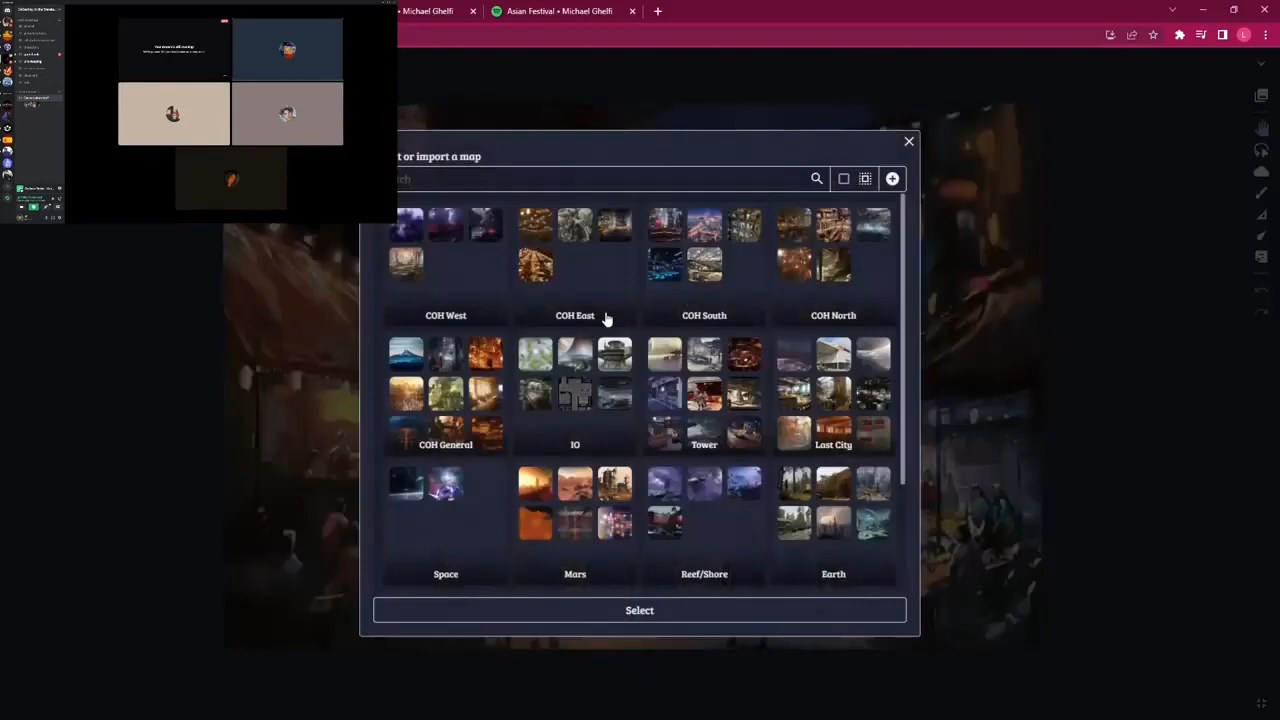 • Michael Ghelfi
Asian Festival • Michael Ghelfi
L
t or import a map
ch
COH West
COH East
COH South
COH North
COH General
IO
Tower
Last City
Space
Mars
Reef/Shore
Earth
Select